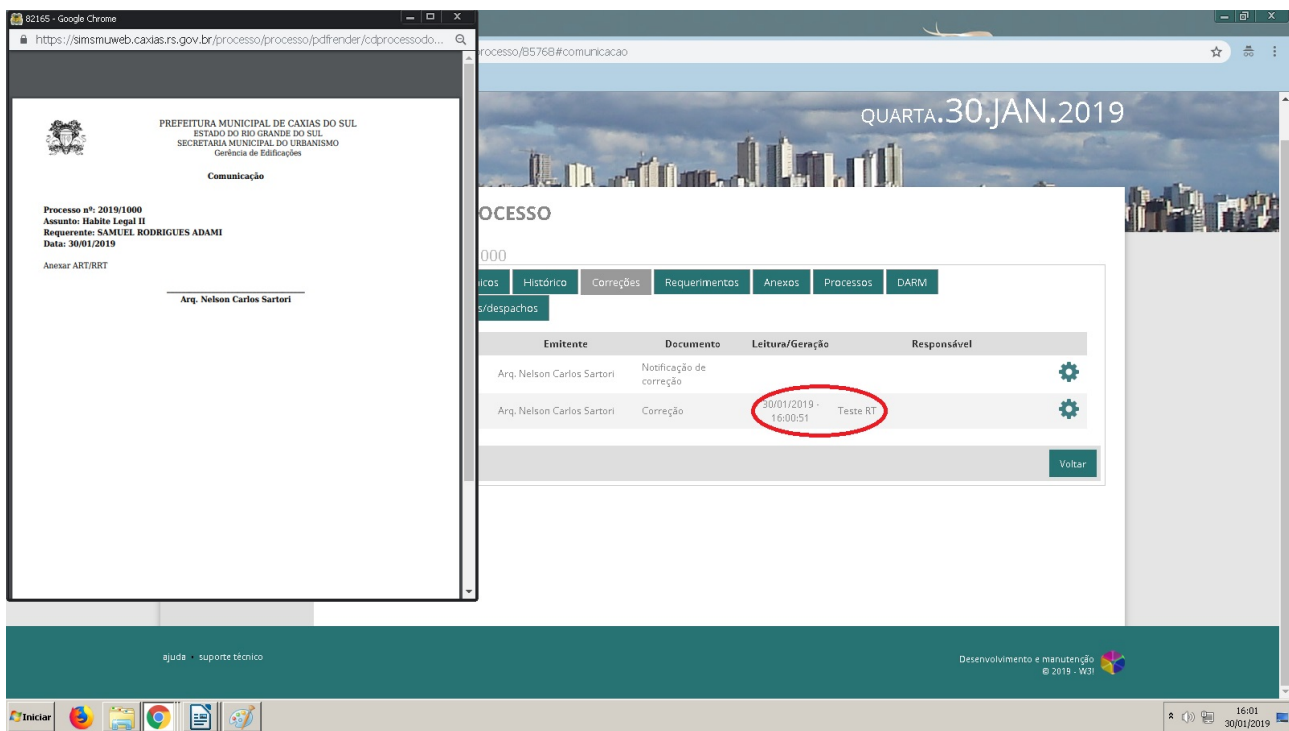 82165 - Google Chrome
https://simsmuweb.caxias.rs.gov.br/processo/processo/pdfrender/cdprocessodo...
PREFEITURA MUNICIPAL DE CAXIAS DO SUL
ESTADO DO RIO GRANDE DO SUL
SECRETARIA MUNICIPAL DO URBANISMO
Gerência de Edificações
Comunicação
Processo nº: 2019/1000
Assunto: Habite Legal II
Requerente: SAMUEL RODRIGUES ADAMI
Data: 30/01/2019
Anexar ART/RRT
Arq. Nelson Carlos Sartori
rocesso/85768#comunicacao
QUARTA.30.JAN.2019
OCESSO
000
icos Histórico Correções Requerimentos Anexos Processos DARM
s/despachos
Emitente Documento Leitura/Geração Responsável
Arq. Nelson Carlos Sartori Notificação de
correção
Arq. Nelson Carlos Sartori Correção 30/01/2019 -
16:00:51 Teste RT
Voltar
ajuda - suporte técnico
Desenvolvimento e manutenção
© 2019 - W3!
Iniciar
16:01
30/01/2019